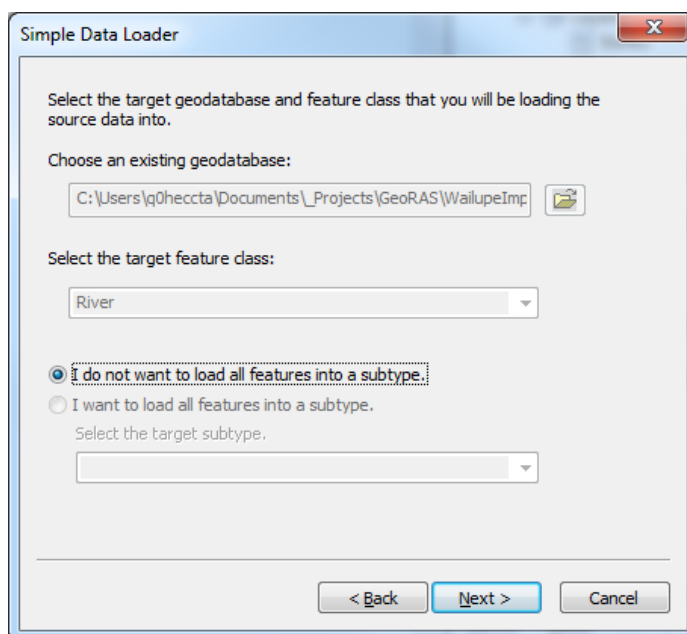 Simple Data Loader
Select the target geodatabase and feature class that you will be loading the
source data into.
Choose an existing geodatabase:
C:\Users\q0heccta\Documents\_Projects\GeoRAS\WailupeImp
Select the target feature class:
River
I do not want to load all features into a subtype.
I want to load all features into a subtype.
Select the target subtype.
< Back Next > Cancel